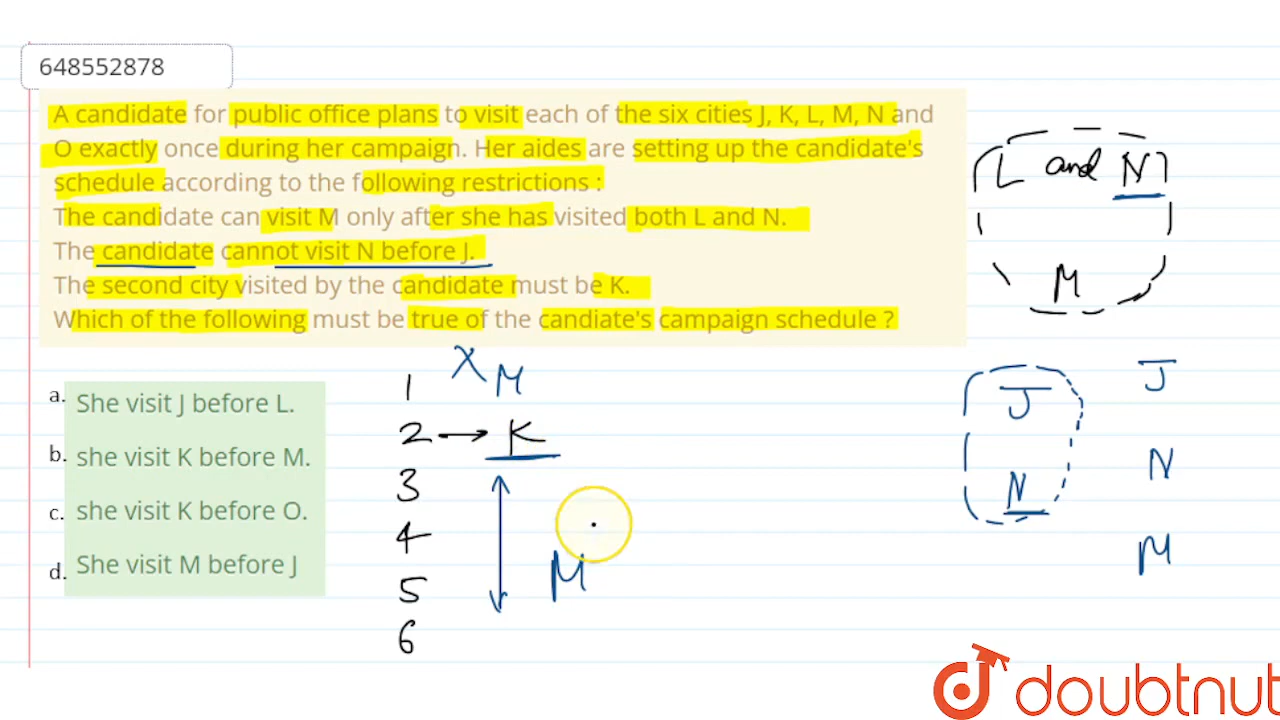 648552878
A candidate for public office plans to visit each of the six cities J, K, L, M, N and
O exactly once during her campaign. Her aides are setting up the candidate's
schedule according to the following restrictions :
The candidate can visit M only after she has visited both L and N.
The candidate cannot visit N before J.
The second city visited by the candidate must be K.
Which of the following must be true of the candiate's campaign schedule ?
a. She visit J before L.
b. she visit K before M.
c. she visit K before O.
d. She visit M before J
1 X M
2 → K
3
4
5 M
6
L and N
M
J
N
J
N
M
doubtnut